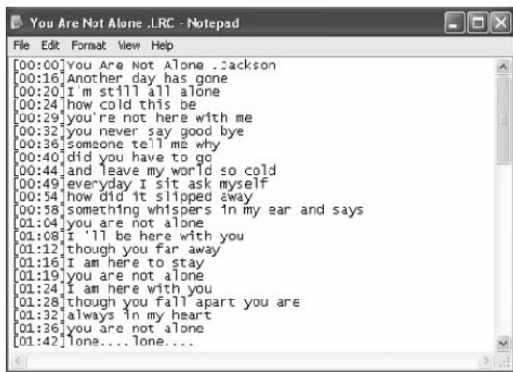 You Are Not Alone .LRC - Notepad
File Edit Format View Help
[00:00]You Are Not Alone .Jackson
[00:16]Another day has gone
[00:20]I'm still all alone
[00:24]how cold this be
[00:29]you're not here with me
[00:32]you never say good bye
[00:36]someone tell me why
[00:40]did you have to go
[00:44]and leave my world so cold
[00:49]everyday I sit ask myself
[00:54]how did it slipped away
[00:58]something whispers in my ear and says
[01:04]you are not alone
[01:08]I 'll be here with you
[01:12]though you far away
[01:16]I am here to stay
[01:19]you are not alone
[01:24]I am here with you
[01:28]though you fall apart you are
[01:32]always in my heart
[01:36]you are not alone
[01:42]lone....lone....